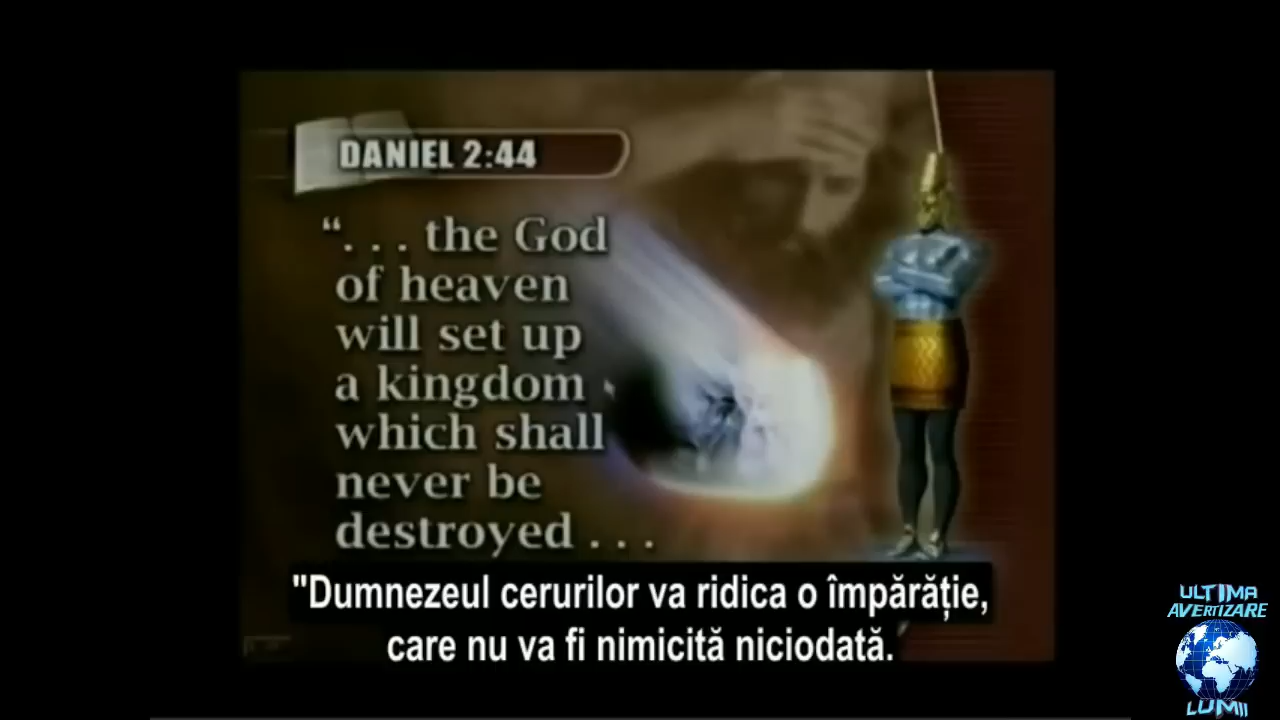 DANIEL 2:44
“. . . the God
of heaven
will set up
a kingdom
which shall
never be
destroyed . . .
"Dumnezeul cerurilor va ridica o împărăție,
care nu va fi nimicită niciodată.
ULTIMA
AVERTIZARE
LUMII